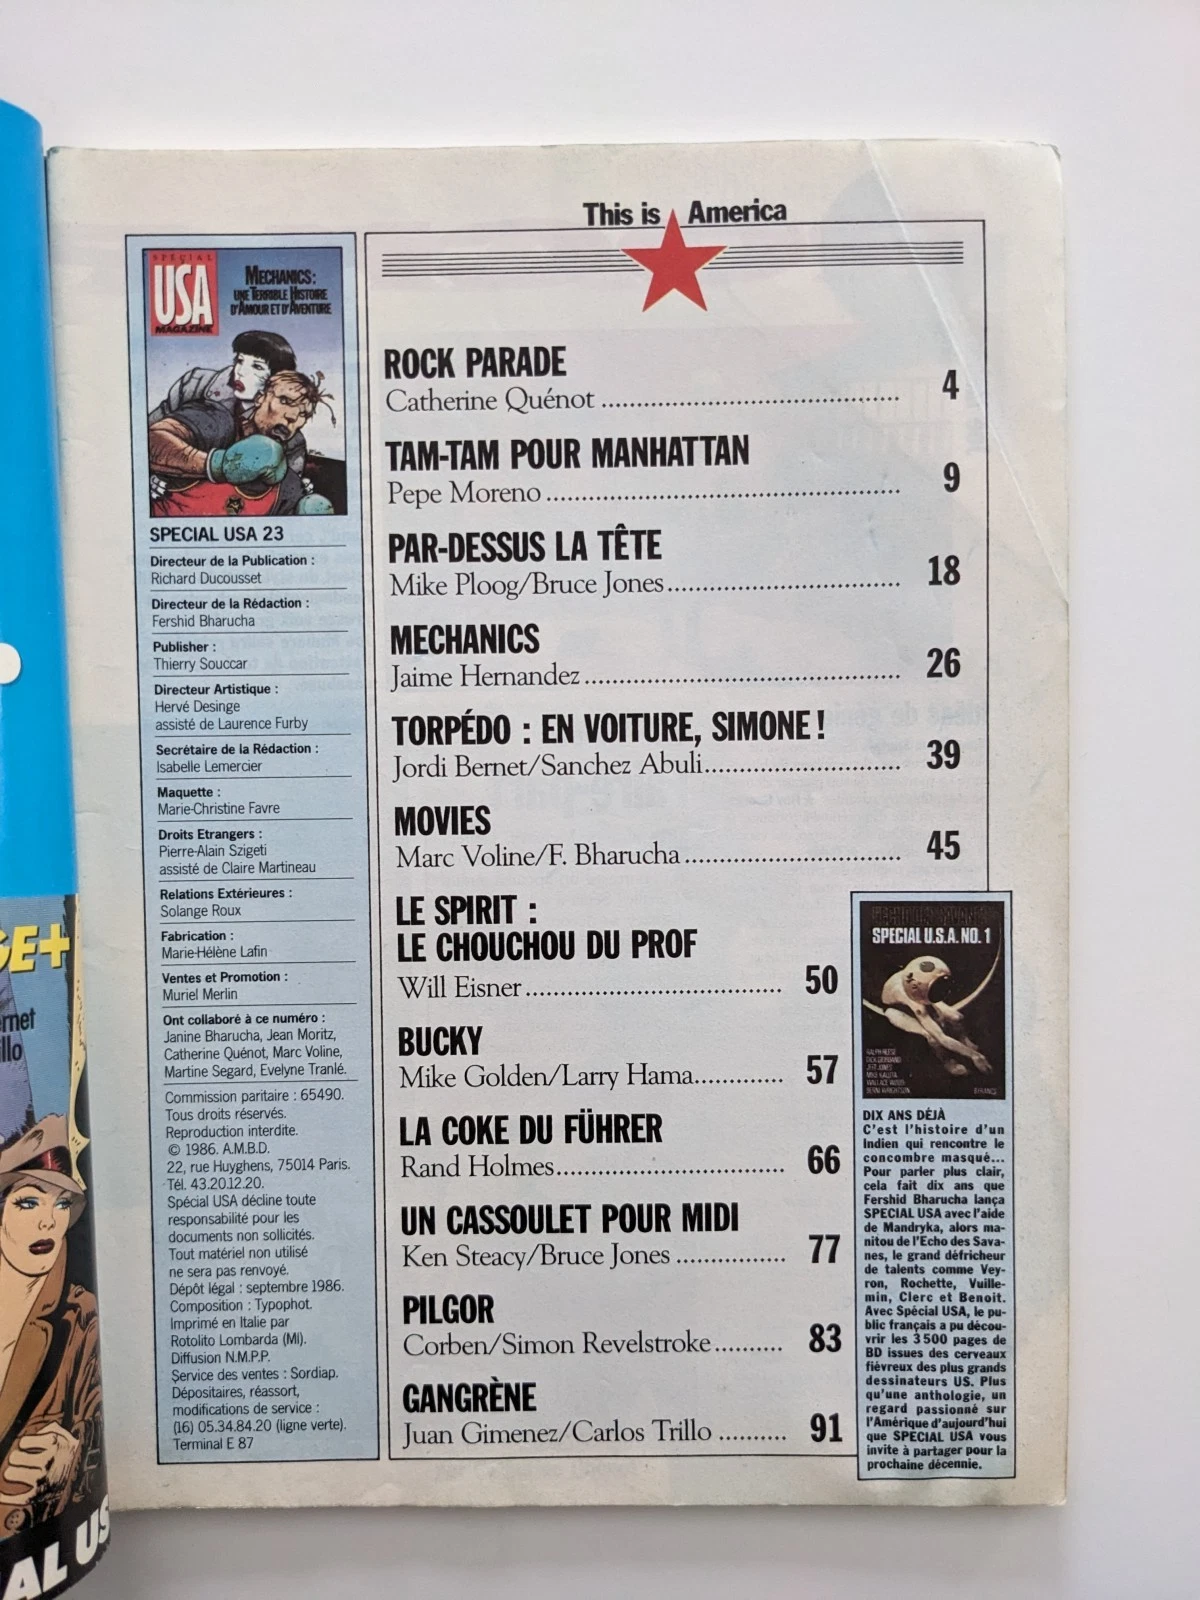 This is America
SPÉCIAL
USA
MAGAZINE
MECHANICS:
UNE TERRIBLE HISTOIRE
D'AMOUR ET D'AVENTURE
SPECIAL USA 23
Directeur de la Publication :
Richard Ducousset
Directeur de la Rédaction :
Fershid Bharucha
Publisher :
Thierry Souccar
Directeur Artistique :
Hervé Desinge
assisté de Laurence Furby
Secrétaire de la Rédaction :
Isabelle Lemercier
Maquette :
Marie-Christine Favre
Droits Etrangers :
Pierre-Alain Szigeti
assisté de Claire Martineau
Relations Extérieures :
Solange Roux
Fabrication :
Marie-Hélène Lafin
Ventes et Promotion :
Muriel Merlin
Ont collaboré à ce numéro :
Janine Bharucha, Jean Moritz,
Catherine Quénot, Marc Voline,
Martine Segard, Evelyne Tranlé.
Commission paritaire : 65490.
Tous droits réservés.
Reproduction interdite.
© 1986. A.M.B.D.
22, rue Huyghens, 75014 Paris.
Tél. 43.20.12.20.
Spécial USA décline toute
responsabilité pour les
documents non sollicités.
Tout matériel non utilisé
ne sera pas renvoyé.
Dépôt légal : septembre 1986.
Composition : Typophot.
Imprimé en Italie par
Rotolito Lombarda (MI).
Diffusion N.M.P.P.
Service des ventes : Sordiap.
Dépositaires, réassort,
modifications de service :
(16) 05.34.84.20 (ligne verte).
Terminal E 87
ROCK PARADE
Catherine Quénot .......... 4
TAM-TAM POUR MANHATTAN
Pepe Moreno .......... 9
PAR-DESSUS LA TÊTE
Mike Ploog/Bruce Jones .......... 18
MECHANICS
Jaime Hernandez .......... 26
TORPÉDO : EN VOITURE, SIMONE !
Jordi Bernet/Sanchez Abuli .......... 39
MOVIES
Marc Voline/F. Bharucha .......... 45
LE SPIRIT :
LE CHOUCHOU DU PROF
Will Eisner .......... 50
BUCKY
Mike Golden/Larry Hama .......... 57
LA COKE DU FÜHRER
Rand Holmes .......... 66
UN CASSOULET POUR MIDI
Ken Steacy/Bruce Jones .......... 77
PILGOR
Corben/Simon Revelstroke .......... 83
GANGRÈNE
Juan Gimenez/Carlos Trillo .......... 91
SPECIAL U.S.A. NO. 1
DIX ANS DÉJÀ
C'est l'histoire d'un
Indien qui rencontre le
concombre masqué...
Pour parler plus clair,
cela fait dix ans que
Fershid Bharucha lança
SPECIAL USA avec l'aide
de Mandryka, alors ma-
nitou de l'Echo des Sava-
nes, le grand défricheur
de talents comme Vey-
ron, Rochette, Vuille-
min, Clerc et Benoit.
Avec Spécial USA, le pu-
blic français a pu décou-
vrir les 3 500 pages de
BD issues des cerveaux
fiévreux des plus grands
dessinateurs US. Plus
qu'une anthologie, un
regard passionné sur
l'Amérique d'aujourd'hui
que SPECIAL USA vous
invite à partager pour la
prochaine décennie.
GE+
rnet
llo
AL US